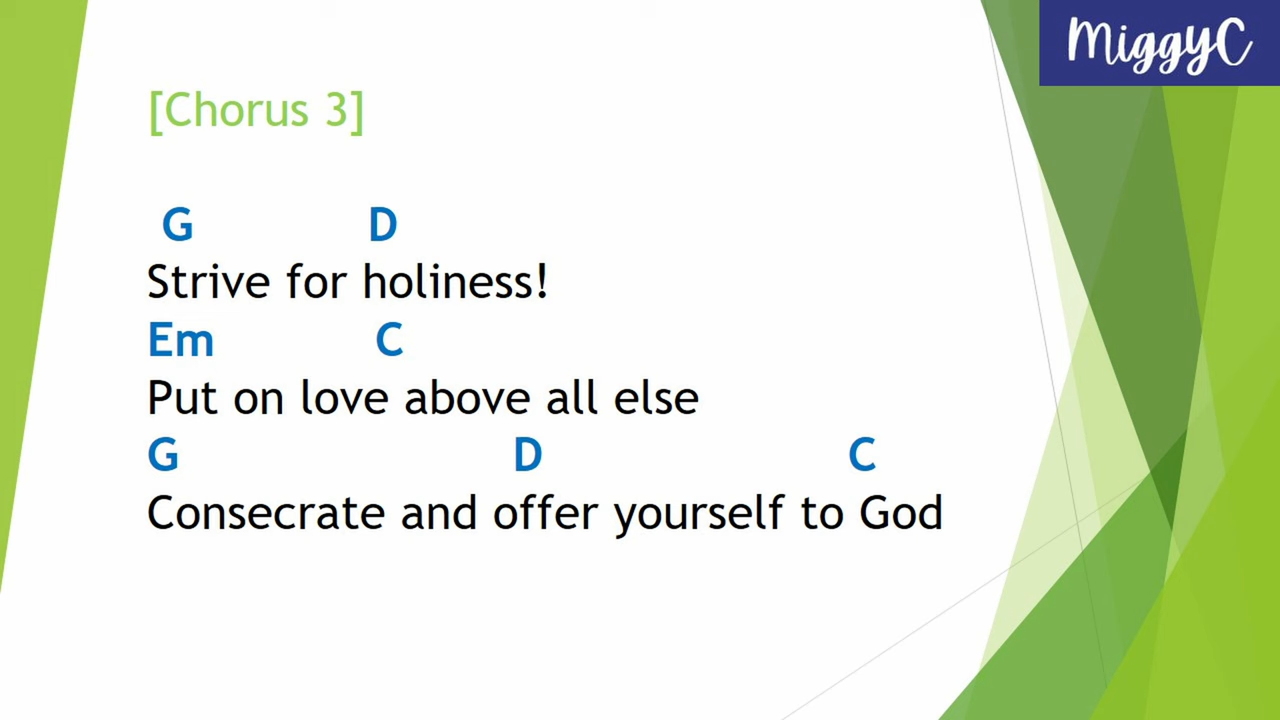 MiggyC
[Chorus 3]
G D
Strive for holiness!
Em C
Put on love above all else
G D C
Consecrate and offer yourself to God